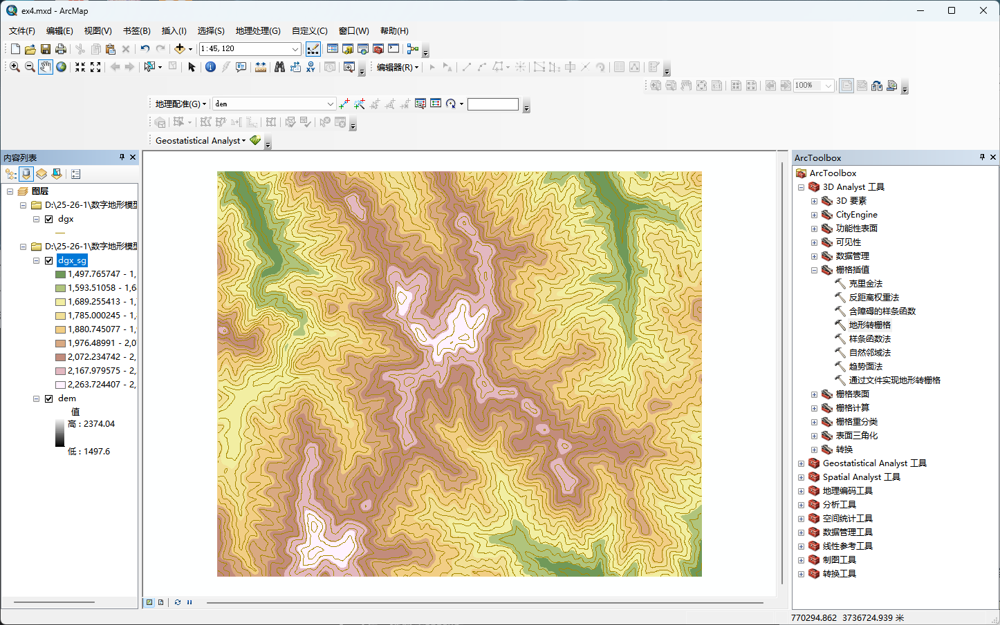 ex4.mxd - ArcMap
文件(F) 编辑(E) 视图(V) 书签(B) 插入(I) 选择(S) 地理处理(G) 自定义(C) 窗口(W) 帮助(H)
1:45,120
编辑器(R)
100%
地理配准(G) dem
Geostatistical Analyst
内容列表
图层
D:\25-26-1\数字地形模型
dgx
D:\25-26-1\数字地形模型
dgx_sg
1,497.765747 - 1,
1,593.51058 - 1,6
1,689.255413 - 1,
1,785.000245 - 1,
1,880.745077 - 1,
1,976.48991 - 2,0
2,072.234742 - 2,
2,167.979575 - 2,
2,263.724407 - 2,
dem
值
高 : 2374.04
低 : 1497.6
ArcToolbox
ArcToolbox
3D Analyst 工具
3D 要素
CityEngine
功能性表面
可见性
数据管理
栅格插值
克里金法
反距离权重法
含障碍的样条函数
地形转栅格
样条函数法
自然邻域法
趋势面法
通过文件实现地形转栅格
栅格表面
栅格计算
栅格重分类
表面三角化
转换
Geostatistical Analyst 工具
Spatial Analyst 工具
地理编码工具
分析工具
空间统计工具
数据管理工具
线性参考工具
制图工具
转换工具
770294.862 3736724.939 米